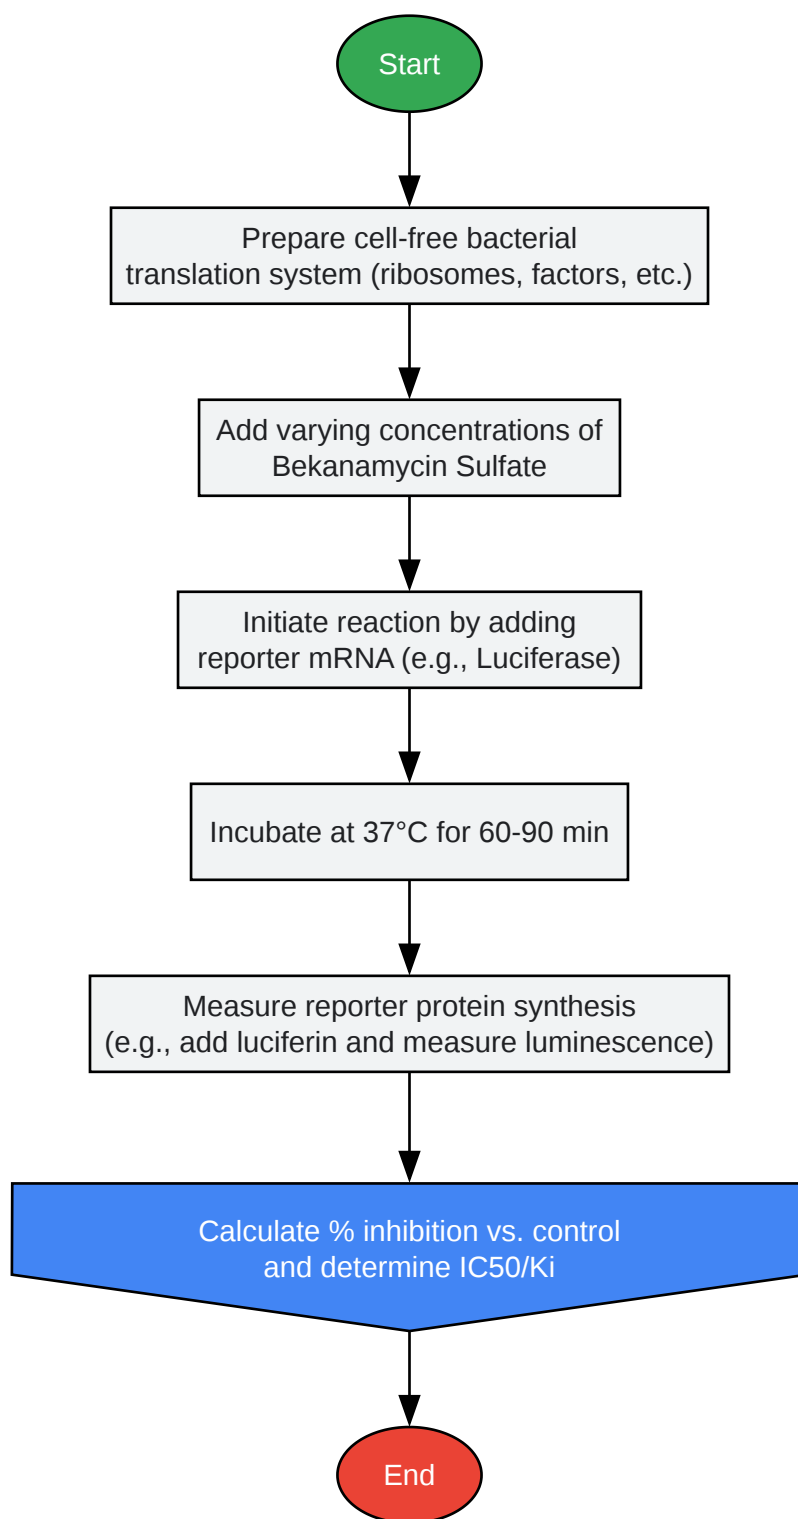 Start
Prepare cell-free bacterial
translation system (ribosomes, factors, etc.)
Add varying concentrations of
Bekanamycin Sulfate
Initiate reaction by adding
reporter mRNA (e.g., Luciferase)
Incubate at 37°C for 60-90 min
Measure reporter protein synthesis
(e.g., add luciferin and measure luminescence)
Calculate % inhibition vs. control
and determine IC50/Ki
End